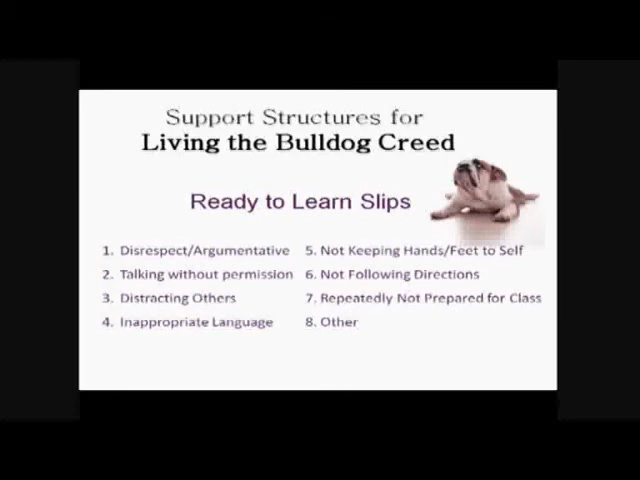 Support Structures for
Living the Bulldog Creed
Ready to Learn Slips
1. Disrespect/Argumentative
2. Talking without permission
3. Distracting Others
4. Inappropriate Language
5. Not Keeping Hands/Feet to Self
6. Not Following Directions
7. Repeatedly Not Prepared for Class
8. Other